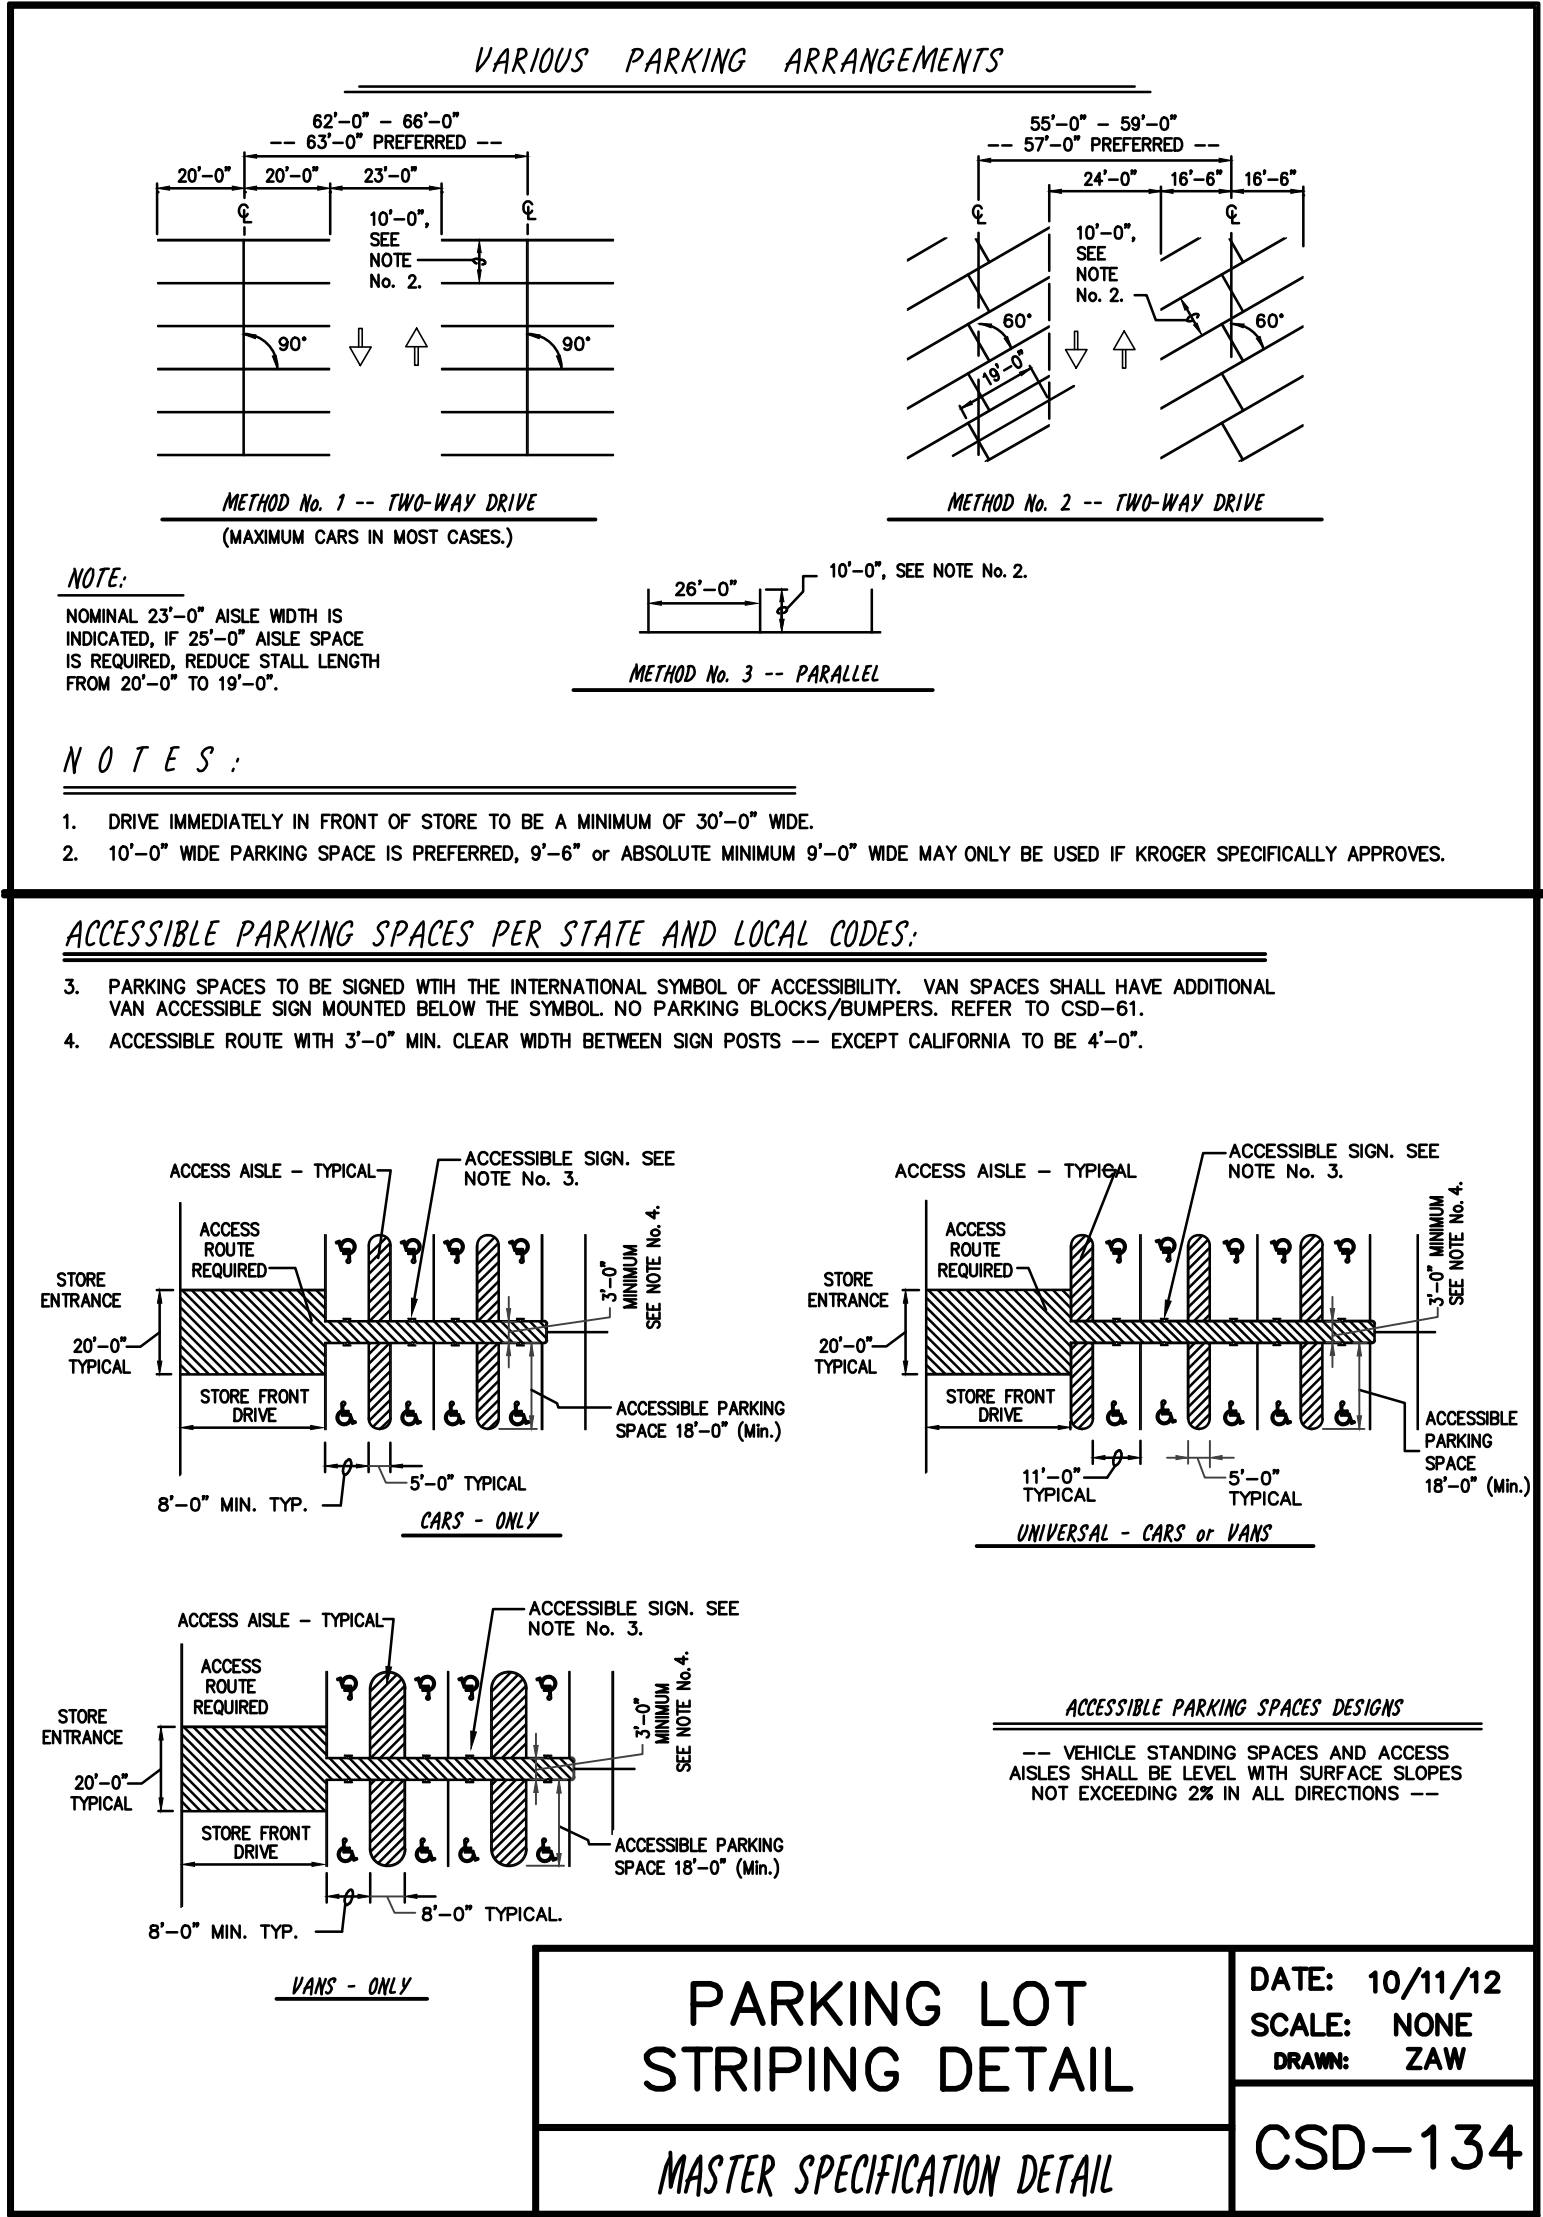 VARIOUS PARKING ARRANGEMENTS
62'-0" - 66'-0"
-- 63'-0" PREFERRED --
20'-0" 20'-0" 23'-0"
℄ ℄
10'-0",
SEE
NOTE
No. 2.
90° 90°
METHOD No. 1 -- TWO-WAY DRIVE
(MAXIMUM CARS IN MOST CASES.)
55'-0" - 59'-0"
-- 57'-0" PREFERRED --
24'-0" 16'-6" 16'-6"
℄ ℄
10'-0",
SEE
NOTE
No. 2.
60° 60°
19'-0"
METHOD No. 2 -- TWO-WAY DRIVE
NOTE:
NOMINAL 23'-0" AISLE WIDTH IS
INDICATED, IF 25'-0" AISLE SPACE
IS REQUIRED, REDUCE STALL LENGTH
FROM 20'-0" TO 19'-0".
26'-0"
10'-0", SEE NOTE No. 2.
METHOD No. 3 -- PARALLEL
NOTES:
1. DRIVE IMMEDIATELY IN FRONT OF STORE TO BE A MINIMUM OF 30'-0" WIDE.
2. 10'-0" WIDE PARKING SPACE IS PREFERRED, 9'-6" or ABSOLUTE MINIMUM 9'-0" WIDE MAY ONLY BE USED IF KROGER SPECIFICALLY APPROVES.
ACCESSIBLE PARKING SPACES PER STATE AND LOCAL CODES:
3. PARKING SPACES TO BE SIGNED WTIH THE INTERNATIONAL SYMBOL OF ACCESSIBILITY. VAN SPACES SHALL HAVE ADDITIONAL
VAN ACCESSIBLE SIGN MOUNTED BELOW THE SYMBOL. NO PARKING BLOCKS/BUMPERS. REFER TO CSD-61.
4. ACCESSIBLE ROUTE WITH 3'-0" MIN. CLEAR WIDTH BETWEEN SIGN POSTS -- EXCEPT CALIFORNIA TO BE 4'-0".
ACCESS AISLE - TYPICAL
ACCESSIBLE SIGN. SEE
NOTE No. 3.
ACCESS
ROUTE
REQUIRED
STORE
ENTRANCE
20'-0"
TYPICAL
3'-0"
MINIMUM
SEE NOTE No. 4.
STORE FRONT
DRIVE
ACCESSIBLE PARKING
SPACE 18'-0" (Min.)
5'-0" TYPICAL
8'-0" MIN. TYP.
CARS - ONLY
ACCESS AISLE - TYPICAL
ACCESSIBLE SIGN. SEE
NOTE No. 3.
ACCESS
ROUTE
REQUIRED
STORE
ENTRANCE
20'-0"
TYPICAL
3'-0" MINIMUM
SEE NOTE No. 4.
STORE FRONT
DRIVE
ACCESSIBLE
PARKING
SPACE
18'-0" (Min.)
11'-0"
TYPICAL
5'-0"
TYPICAL
UNIVERSAL - CARS or VANS
ACCESS AISLE - TYPICAL
ACCESSIBLE SIGN. SEE
NOTE No. 3.
ACCESS
ROUTE
REQUIRED
STORE
ENTRANCE
20'-0"
TYPICAL
3'-0"
MINIMUM
SEE NOTE No. 4.
STORE FRONT
DRIVE
ACCESSIBLE PARKING
SPACE 18'-0" (Min.)
8'-0" TYPICAL.
8'-0" MIN. TYP.
VANS - ONLY
ACCESSIBLE PARKING SPACES DESIGNS
-- VEHICLE STANDING SPACES AND ACCESS
AISLES SHALL BE LEVEL WITH SURFACE SLOPES
NOT EXCEEDING 2% IN ALL DIRECTIONS --
PARKING LOT
STRIPING DETAIL
MASTER SPECIFICATION DETAIL
DATE: 10/11/12
SCALE: NONE
DRAWN: ZAW
CSD-134